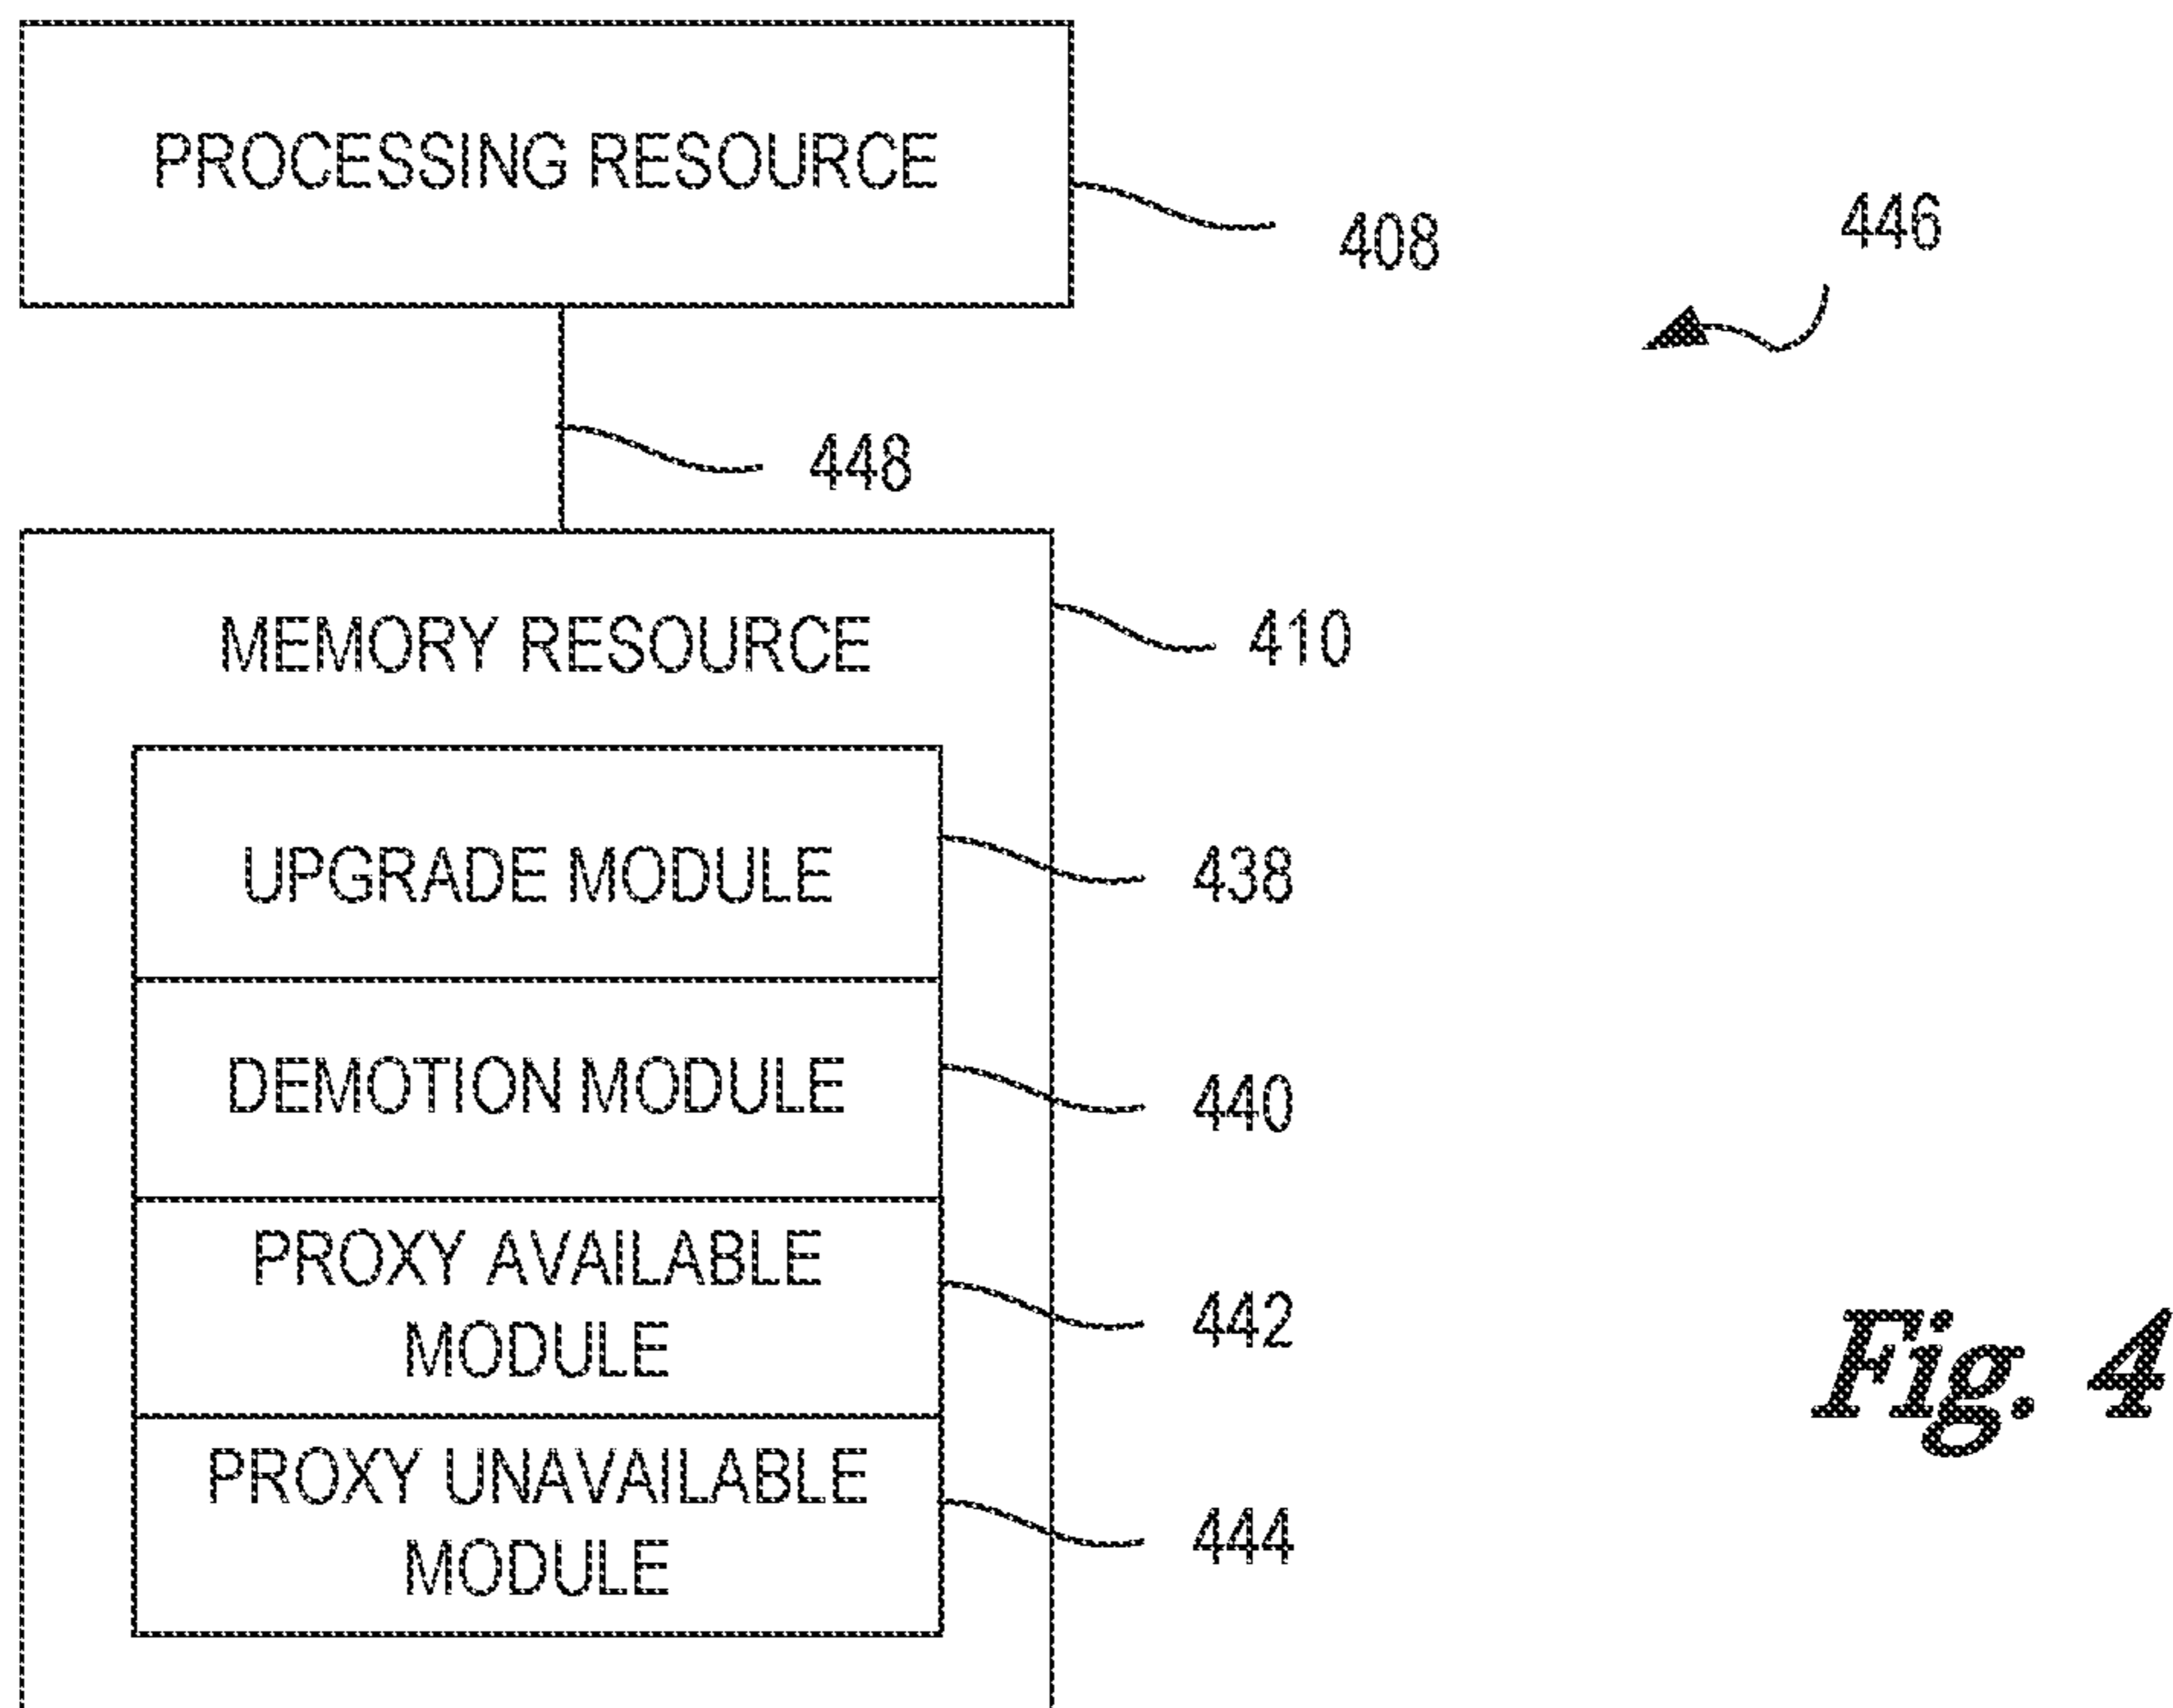 PROCESSING RESOURCE
408
446
448
MEMORY RESOURCE
410
UPGRADE MODULE
438
DEMOTION MODULE
440
PROXY AVAILABLE
MODULE
442
PROXY UNAVAILABLE
MODULE
444
Fig. 4